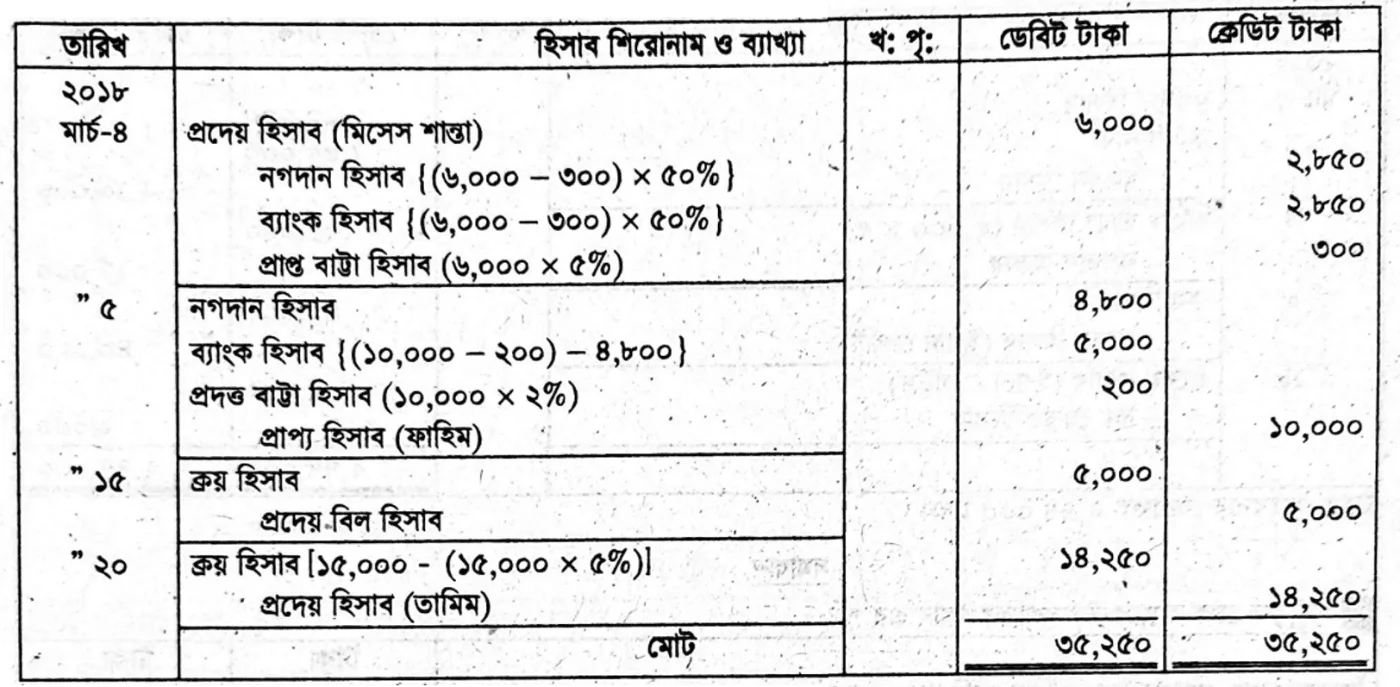 তারিখ হিসাব শিরোনাম ও ব্যাখ্যা খ: পৃ: ডেবিট টাকা ক্রেডিট টাকা
২০১৮
মার্চ-৪ প্রদেয় হিসাব (মিসেস শান্তা) ৬,০০০
নগদান হিসাব {(৬,০০০ – ৩০০) × ৫০%} ২,৮৫০
ব্যাংক হিসাব {(৬,০০০ – ৩০০) × ৫০%} ২,৮৫০
প্রাপ্ত বাট্টা হিসাব (৬,০০০ × ৫%) ৩০০
” ৫ নগদান হিসাব ৪,৮০০
ব্যাংক হিসাব {(১০,০০০ – ২০০) – ৪,৮০০} ৫,০০০
প্রদত্ত বাট্টা হিসাব (১০,০০০ × ২%) ২০০
প্রাপ্য হিসাব (ফাহিম) ১০,০০০
” ১৫ ক্রয় হিসাব ৫,০০০
প্রদেয় বিল হিসাব ৫,০০০
” ২০ ক্রয় হিসাব [১৫,০০০ - (১৫,০০০ × ৫%)] ১৪,২৫০
প্রদেয় হিসাব (তামিম) ১৪,২৫০
মোট ৩৫,২৫০ ৩৫,২৫০